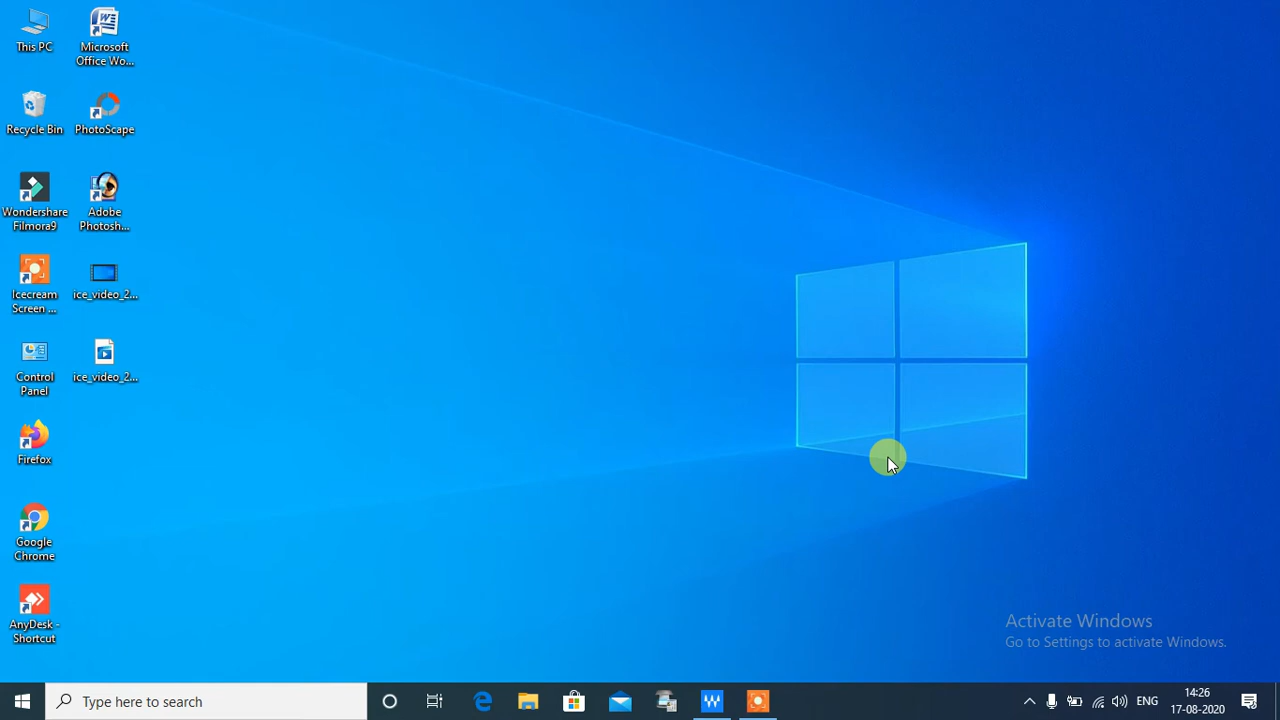 This PC
Microsoft
Office Wo...
Recycle Bin
PhotoScape
Wondershare
Filmora9
Adobe
Photosh...
Icecream
Screen ...
ice_video_2...
Control
Panel
ice_video_2...
Firefox
Google
Chrome
AnyDesk -
Shortcut
Activate Windows
Go to Settings to activate Windows.
Type here to search
ENG
14:26
17-08-2020